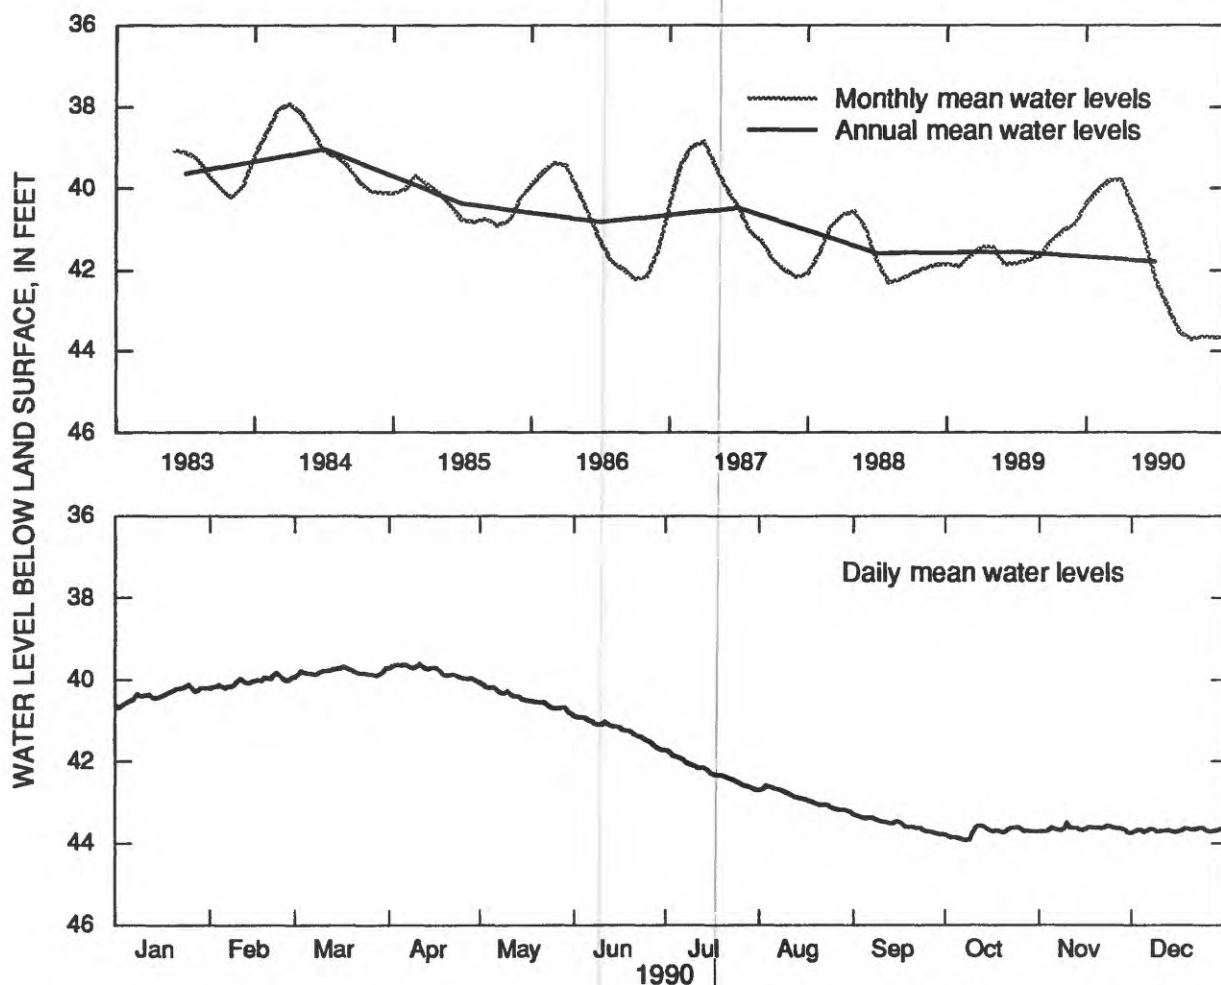 WATER LEVEL BELOW LAND SURFACE, IN FEET
36
38
40
42
44
46
Monthly mean water levels
Annual mean water levels
1983 1984 1985 1986 1987 1988 1989 1990
36
38
40
42
44
46
Daily mean water levels
Jan Feb Mar Apr May Jun Jul Aug Sep Oct Nov Dec
1990